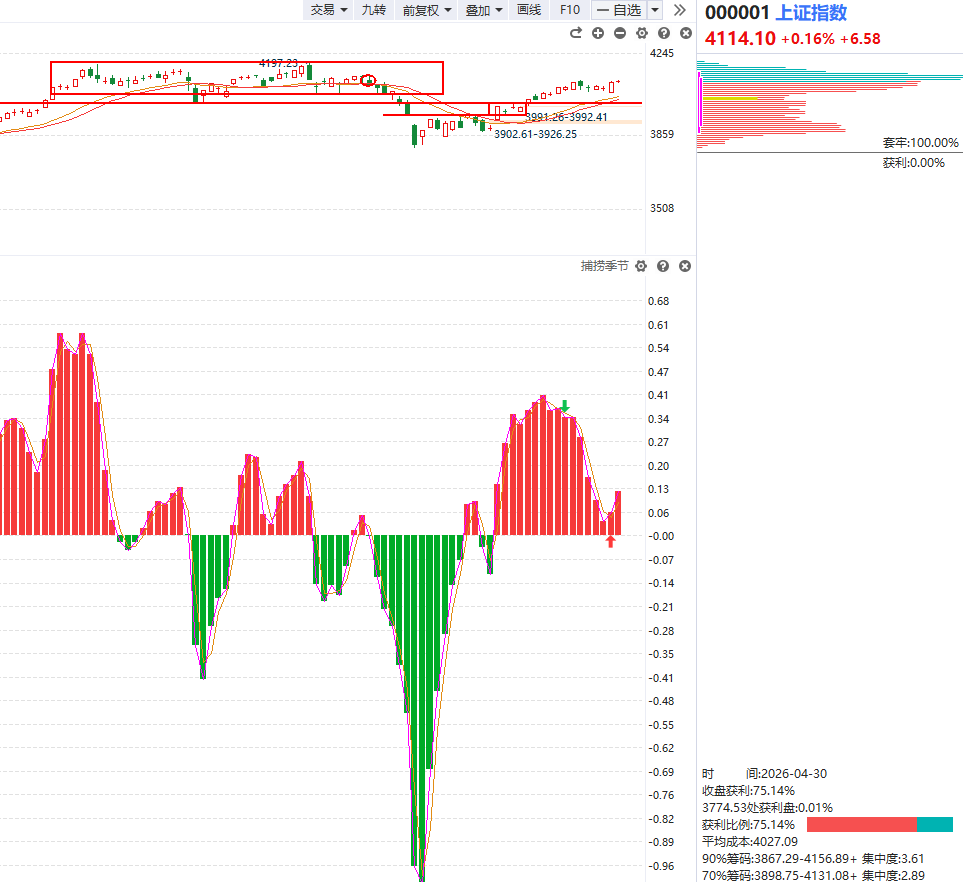 交易 九转 前复权 叠加 画线 F10 一 自选
000001 上证指数
4114.10 +0.16% +6.58
4245
4197.23
3991.26-3992.41
3859
3902.61-3926.25
套牢:100.00%
获利:0.00%
3508
捕捞季节
0.68
0.61
0.54
0.47
0.41
0.34
0.27
0.20
0.13
0.06
-0.00
-0.07
-0.14
-0.21
-0.28
-0.35
-0.41
-0.48
-0.55
-0.62
-0.69
-0.76
-0.82
-0.89
-0.96
时 间:2026-04-30
收盘获利:75.14%
3774.53处获利盘:0.01%
获利比例:75.14%
平均成本:4027.09
90%筹码:3867.29-4156.89+ 集中度:3.61
70%筹码:3898.75-4131.08+ 集中度:2.89